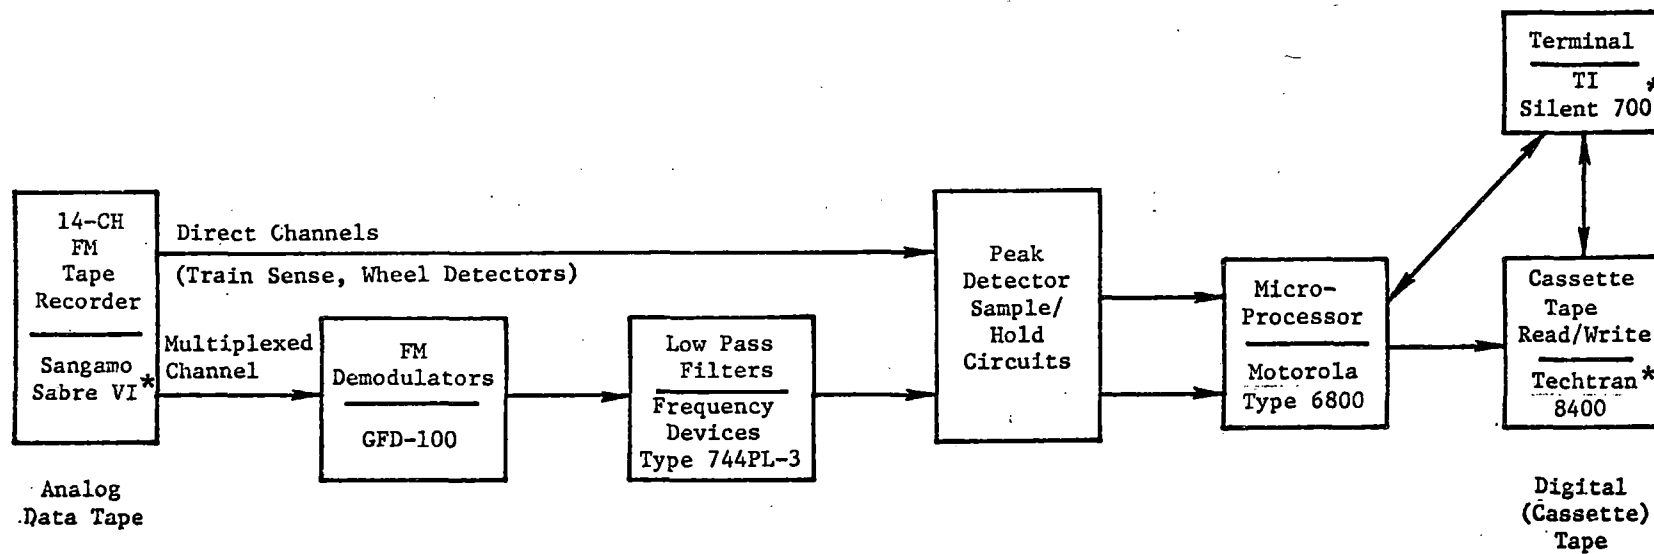 14-CH
FM
Tape
Recorder
Sangamo
Sabre VI*
Analog
Data Tape
Direct Channels
(Train Sense, Wheel Detectors)
Multiplexed
Channel
FM
Demodulators
GFD-100
Low Pass
Filters
Frequency
Devices
Type 744PL-3
Peak
Detector
Sample/
Hold
Circuits
Micro-
Processor
Motorola
Type 6800
Terminal
TI
Silent 700*
Cassette
Tape
Read/Write
Techtran*
8400
Digital
(Cassette)
Tape